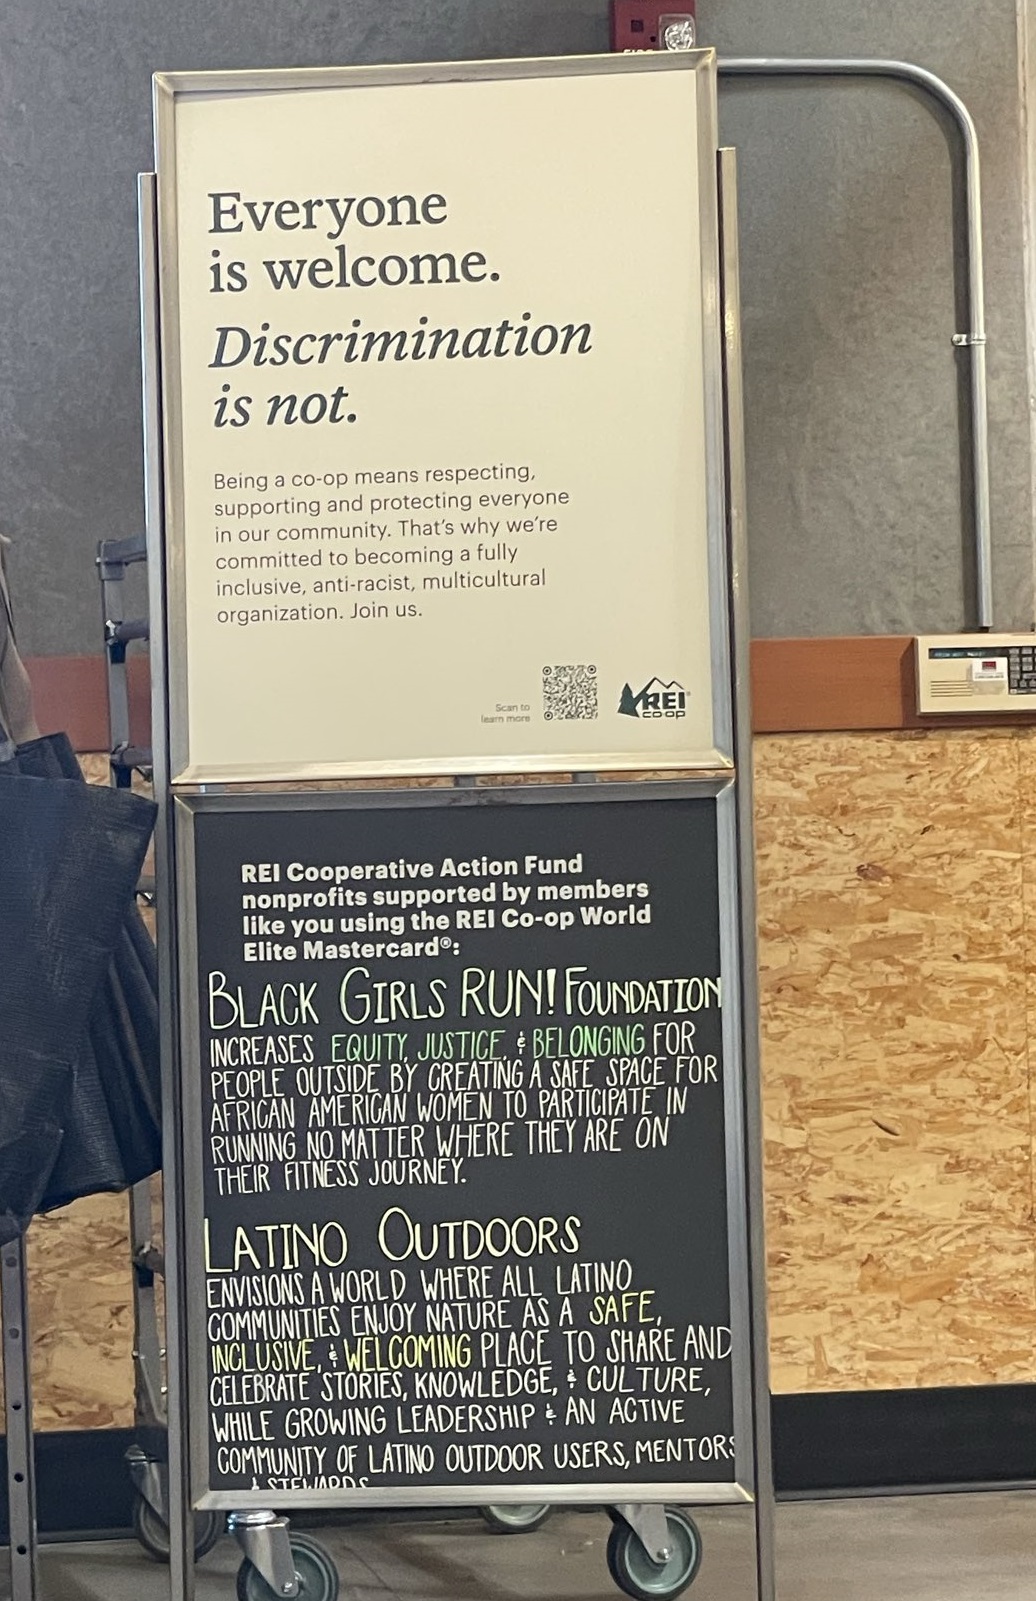 FIRE
Everyone
is welcome.
Discrimination
is not.
Being a co-op means respecting,
supporting and protecting everyone
in our community. That's why we're
committed to becoming a fully
inclusive, anti-racist, multicultural
organization. Join us.
Scan to
learn more
REI®
co·op
REI Cooperative Action Fund
nonprofits supported by members
like you using the REI Co-op World
Elite Mastercard®:
BLACK GIRLS RUN! FOUNDATION
INCREASES EQUITY, JUSTICE, & BELONGING FOR
PEOPLE OUTSIDE BY CREATING A SAFE SPACE FOR
AFRICAN AMERICAN WOMEN TO PARTICIPATE IN
RUNNING NO MATTER WHERE THEY ARE ON
THEIR FITNESS JOURNEY.
LATINO OUTDOORS
ENVISIONS A WORLD WHERE ALL LATINO
COMMUNITIES ENJOY NATURE AS A SAFE,
INCLUSIVE, & WELCOMING PLACE TO SHARE AND
CELEBRATE STORIES, KNOWLEDGE, & CULTURE,
WHILE GROWING LEADERSHIP & AN ACTIVE
COMMUNITY OF LATINO OUTDOOR USERS, MENTORS
& STEWARDS